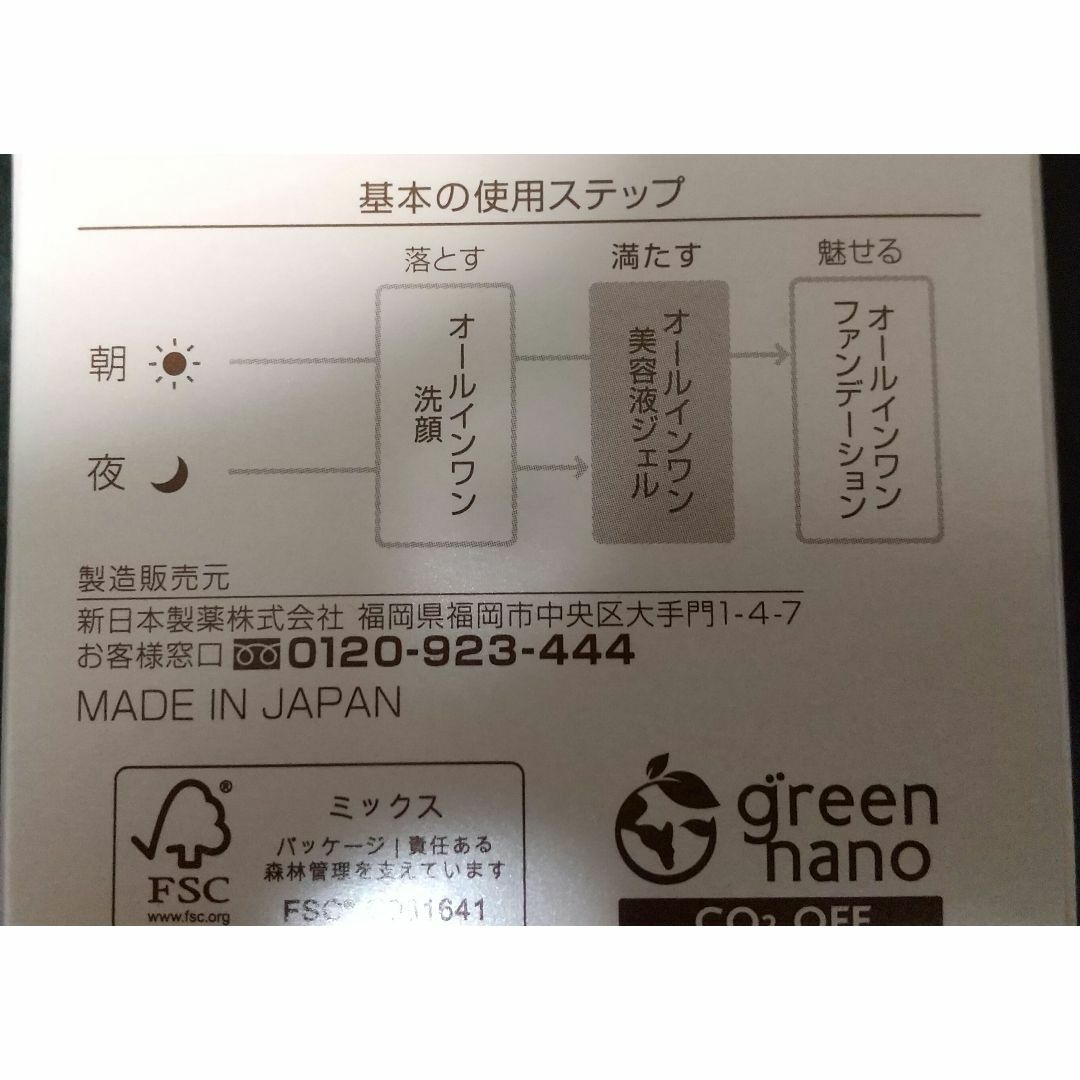 基本の使用ステップ
落とす
満たす
魅せる
朝
夜
オールインワン
洗顔
オールインワン
美容液ジェル
オールインワン
ファンデーション
製造販売元
新日本製薬株式会社 福岡県福岡市中央区大手門1-4-7
お客様窓口 0120-923-444
MADE IN JAPAN
FSC®
www.fsc.org
ミックス
パッケージ|責任ある
森林管理を支えています
green
nano
CO2 OFF